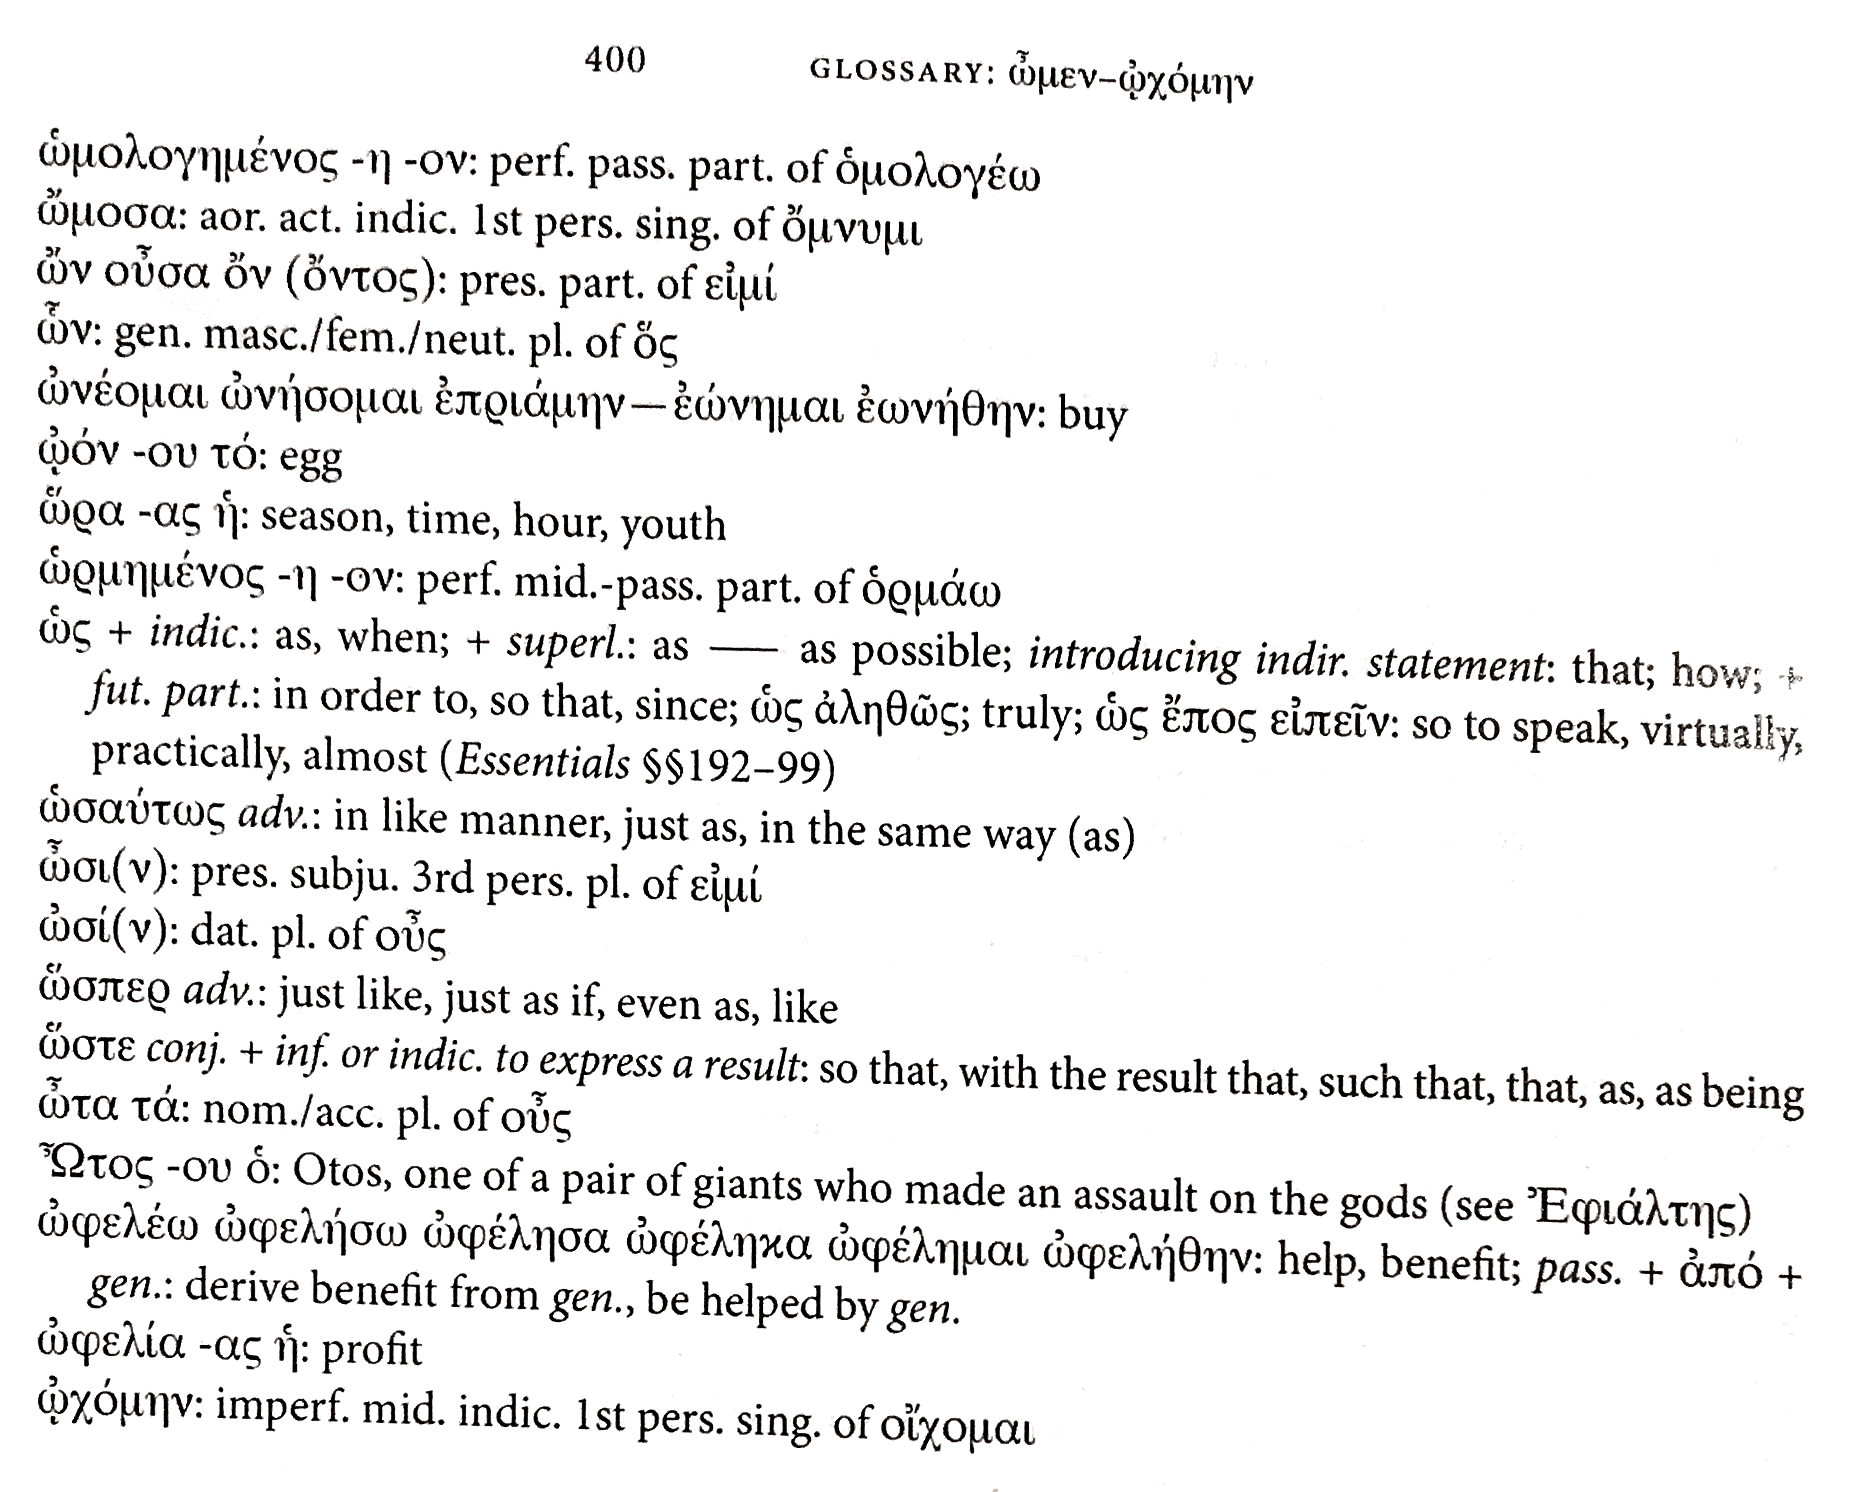 400 GLOSSARY: ὦμεν–ᾠχόμην
ὡμολογημένος -η -ον: perf. pass. part. of ὁμολογέω
ὤμοσα: aor. act. indic. 1st pers. sing. of ὄμνυμι
ὤν οὖσα ὄν (ὄντος): pres. part. of εἰμί
ὧν: gen. masc./fem./neut. pl. of ὅς
ὠνέομαι ὠνήσομαι ἐπριάμην—ἐώνημαι ἐωνήθην: buy
ᾠόν -ου τό: egg
ὥρα -ας ἡ: season, time, hour, youth
ὡρμημένος -η -ον: perf. mid.-pass. part. of ὁρμάω
ὡς + indic.: as, when; + superl.: as —— as possible; introducing indir. statement: that; how; +
fut. part.: in order to, so that, since; ὡς ἀληθῶς; truly; ὡς ἔπος εἰπεῖν: so to speak, virtually,
practically, almost (Essentials §§192–99)
ὡσαύτως adv.: in like manner, just as, in the same way (as)
ὦσι(ν): pres. subju. 3rd pers. pl. of εἰμί
ὠσί(ν): dat. pl. of οὖς
ὥσπερ adv.: just like, just as if, even as, like
ὥστε conj. + inf. or indic. to express a result: so that, with the result that, such that, that, as, as being
ὦτα τά: nom./acc. pl. of οὖς
Ὦτος -ου ὁ: Otos, one of a pair of giants who made an assault on the gods (see Ἐφιάλτης)
ὠφελέω ὠφελήσω ὠφέλησα ὠφέληκα ὠφέλημαι ὠφελήθην: help, benefit; pass. + ἀπό +
gen.: derive benefit from gen., be helped by gen.
ὠφελία -ας ἡ: profit
ᾠχόμην: imperf. mid. indic. 1st pers. sing. of οἴχομαι